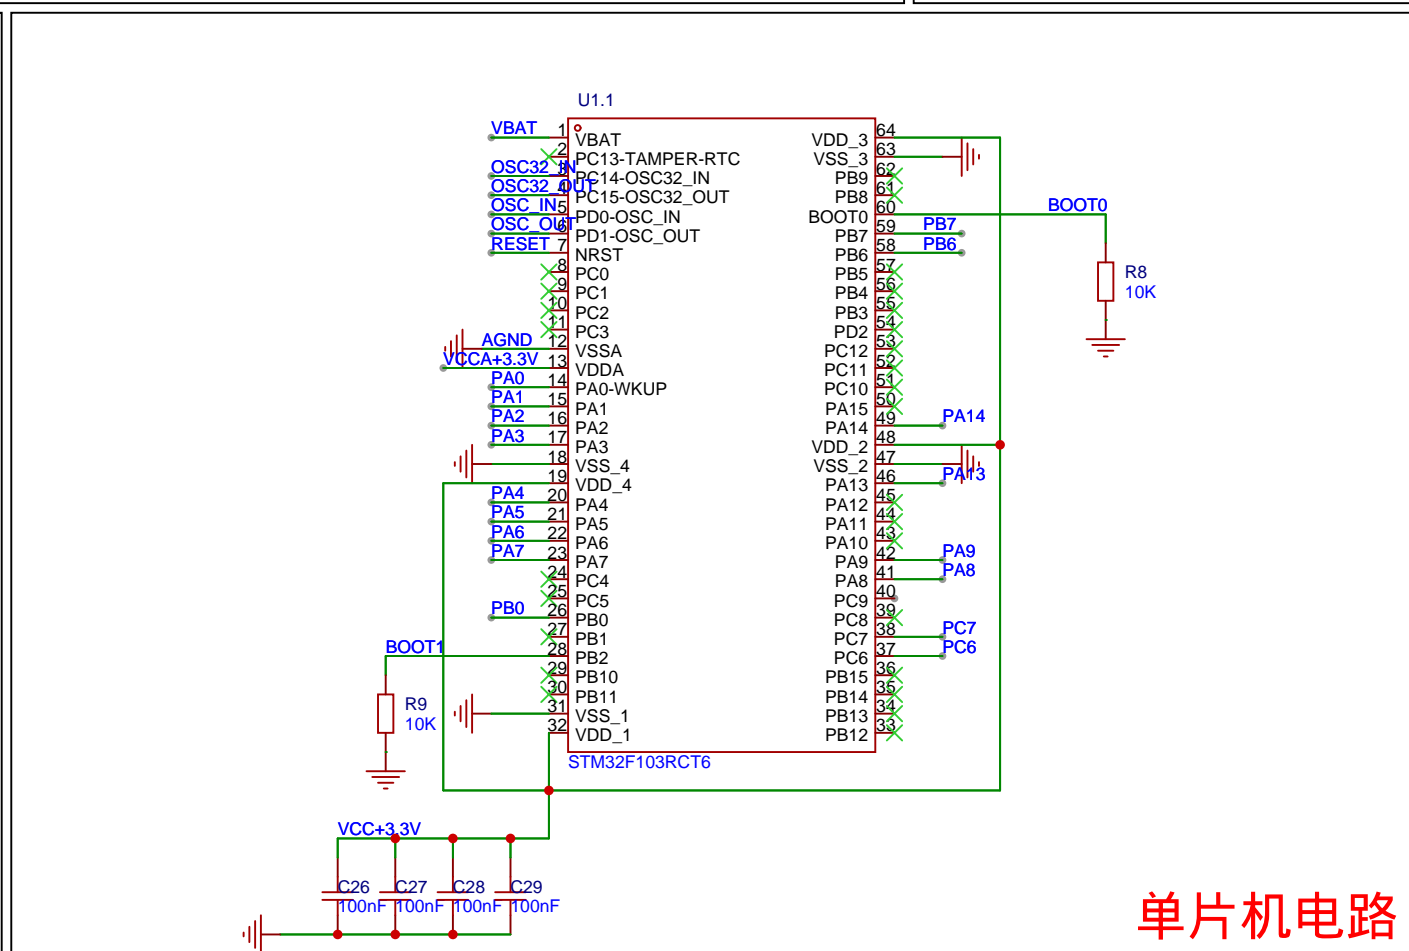 U1.1
VBAT 1 VBAT
2 PC13-TAMPER-RTC
OSC32_IN 3 PC14-OSC32_IN
OSC32_OUT 4 PC15-OSC32_OUT
OSC_IN 5 PD0-OSC_IN
OSC_OUT 6 PD1-OSC_OUT
RESET 7 NRST
8 PC0
9 PC1
10 PC2
11 PC3
AGND 12 VSSA
VCCA+3.3V 13 VDDA
PA0 14 PA0-WKUP
PA1 15 PA1
PA2 16 PA2
PA3 17 PA3
18 VSS_4
19 VDD_4
PA4 20 PA4
PA5 21 PA5
PA6 22 PA6
PA7 23 PA7
24 PC4
25 PC5
PB0 26 PB0
27 PB1
BOOT1 28 PB2
29 PB10
30 PB11
31 VSS_1
32 VDD_1
VDD_3 64
VSS_3 63
PB9 62
PB8 61
BOOT0 60 BOOT0
PB7 59 PB7
PB6 58 PB6
PB5 57
PB4 56
PB3 55
PD2 54
PC12 53
PC11 52
PC10 51
PA15 50
PA14 49 PA14
VDD_2 48
VSS_2 47
PA13 46 PA13
PA12 45
PA11 44
PA10 43
PA9 42 PA9
PA8 41 PA8
PC9 40
PC8 39
PC7 38 PC7
PC6 37 PC6
PB15 36
PB14 35
PB13 34
PB12 33
STM32F103RCT6
R8
10K
R9
10K
VCC+3.3V
C26 C27 C28 C29
100nF 100nF 100nF 100nF
单片机电路